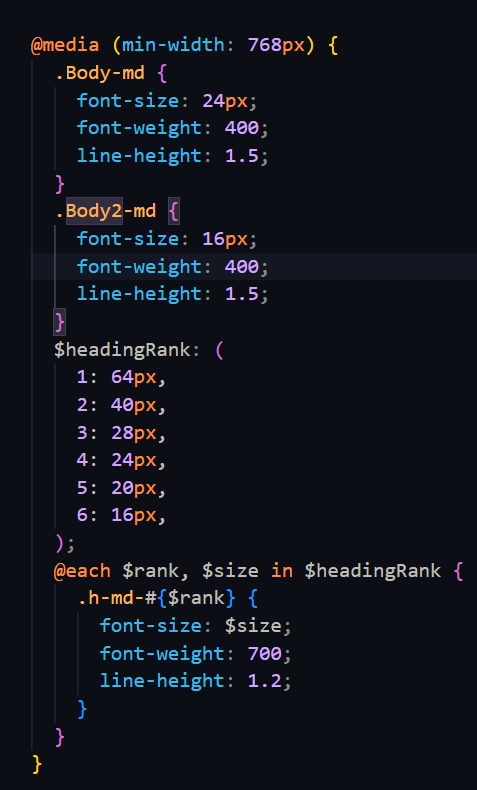 @media (min-width: 768px) {
  .Body-md {
    font-size: 24px;
    font-weight: 400;
    line-height: 1.5;
  }
  .Body2-md {
    font-size: 16px;
    font-weight: 400;
    line-height: 1.5;
  }
  $headingRank: (
    1: 64px,
    2: 40px,
    3: 28px,
    4: 24px,
    5: 20px,
    6: 16px,
  );
  @each $rank, $size in $headingRank {
    .h-md-#{$rank} {
      font-size: $size;
      font-weight: 700;
      line-height: 1.2;
    }
  }
}